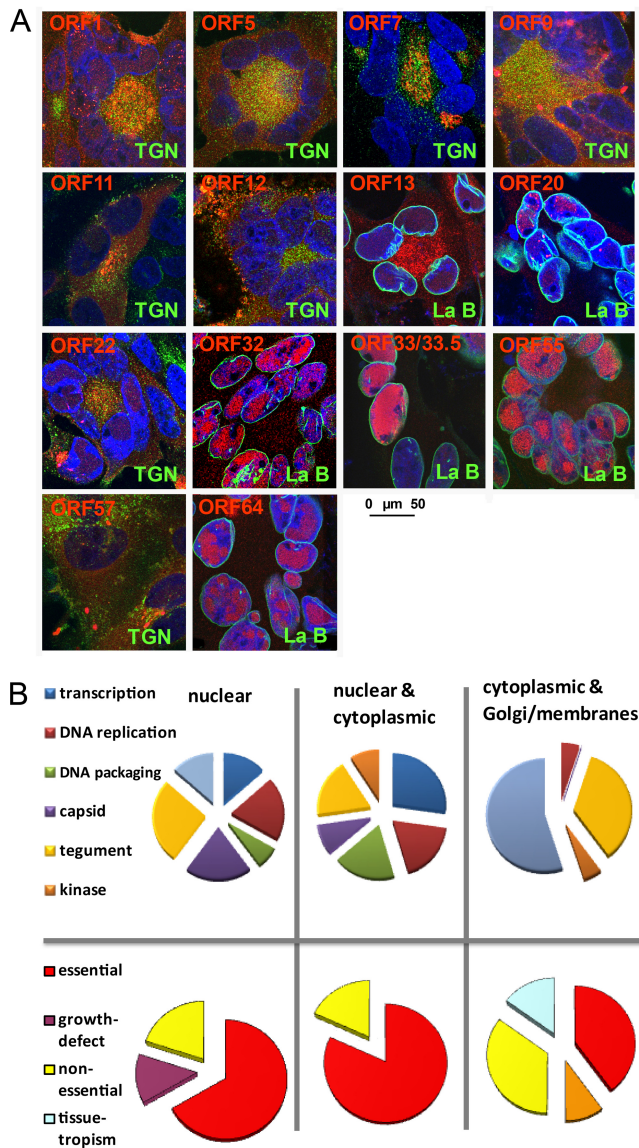 A
ORF1
TGN
ORF5
TGN
ORF7
TGN
ORF9
TGN
ORF11
TGN
ORF12
TGN
ORF13
La B
ORF20
La B
ORF22
TGN
ORF32
La B
ORF33/33.5
La B
ORF55
La B
0 µm 50
ORF57
TGN
ORF64
La B
B
transcription
DNA replication
DNA packaging
capsid
tegument
kinase
nuclear
nuclear &
cytoplasmic
cytoplasmic &
Golgi/membranes
essential
growth-
defect
non-
essential
tissue-
tropism